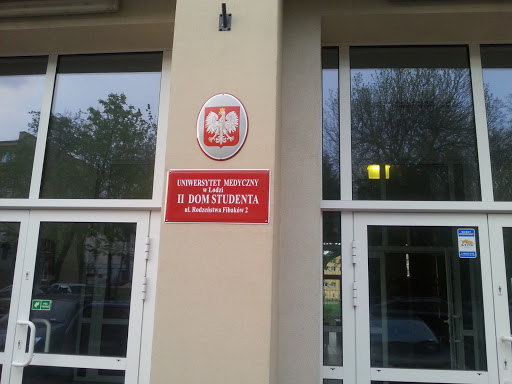 UNIWERSYTET MEDYCZNY
w Łodzi
II DOM STUDENTA
ul. Rodzeństwa Fibaków 2